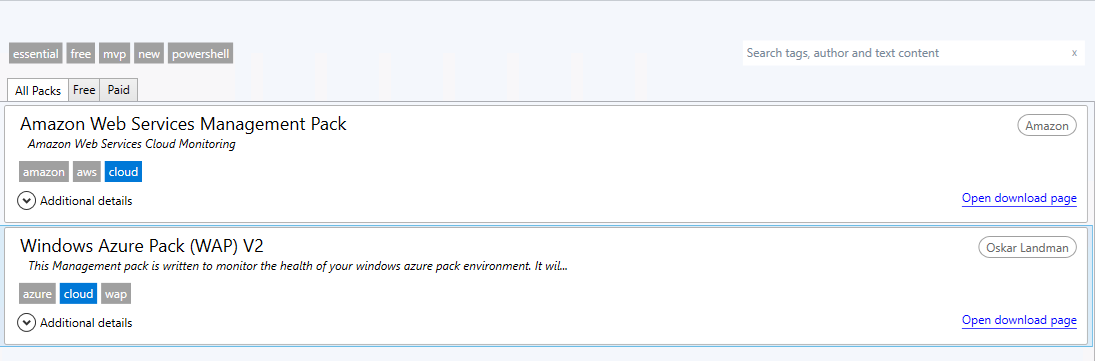 essential free mvp new powershell
Search tags, author and text content x
All Packs Free Paid
Amazon Web Services Management Pack Amazon
Amazon Web Services Cloud Monitoring
amazon aws cloud
Additional details Open download page
Windows Azure Pack (WAP) V2 Oskar Landman
This Management pack is written to monitor the health of your windows azure pack environment. It wil...
azure cloud wap
Additional details Open download page